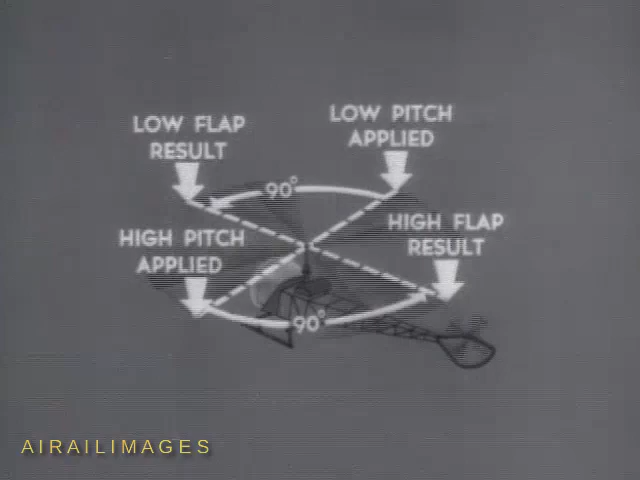 LOW FLAP
RESULT
LOW PITCH
APPLIED
90°
HIGH PITCH
APPLIED
HIGH FLAP
RESULT
90°
AIRAILIMAGES